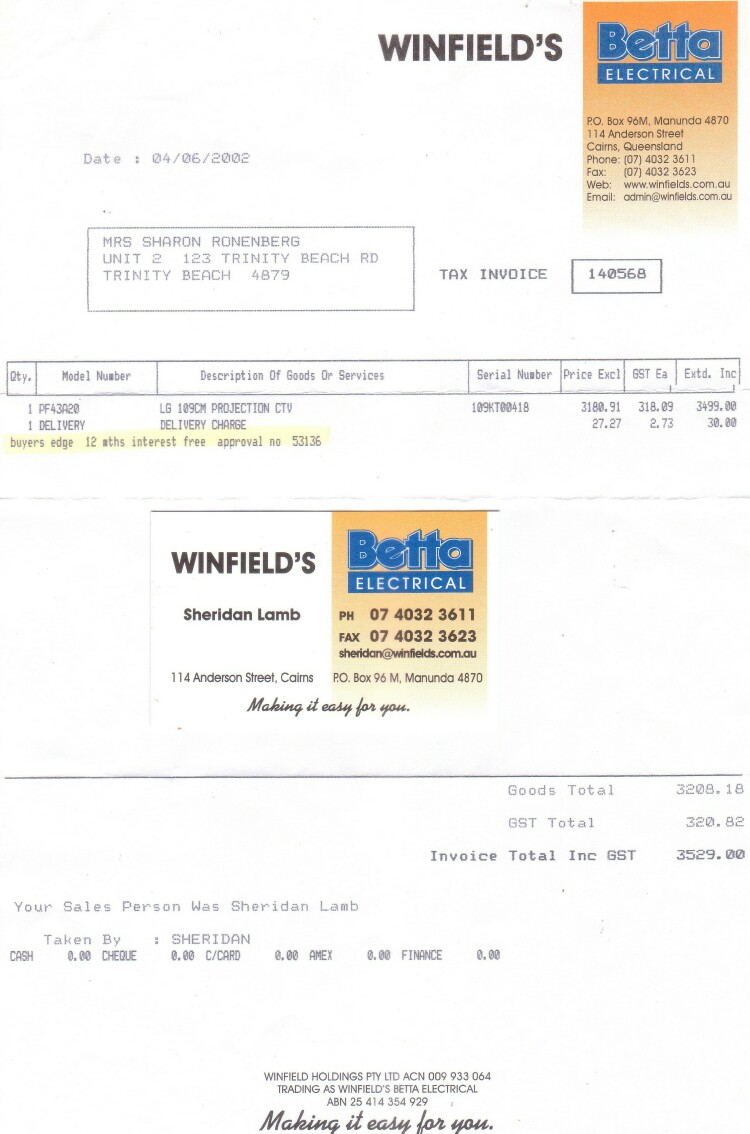 WINFIELD'S
Betta
ELECTRICAL
P.O. Box 96M, Manunda 4870
114 Anderson Street
Cairns, Queensland
Phone: (07) 4032 3611
Fax: (07) 4032 3623
Web: www.winfields.com.au
Email: admin@winfields.com.au
Date : 04/06/2002
MRS SHARON RONENBERG
UNIT 2 123 TRINITY BEACH RD
TRINITY BEACH 4879
TAX INVOICE 140568
Qty. Model Number Description Of Goods Or Services Serial Number Price Excl GST Ea Extd. Inc
1 PF43A20 LG 109CM PROJECTION CTV 109KT00418 3180.91 318.09 3499.00
1 DELIVERY DELIVERY CHARGE 27.27 2.73 30.00
buyers edge 12 mths interest free approval no 53136
WINFIELD'S
Betta
ELECTRICAL
Sheridan Lamb
PH 07 4032 3611
FAX 07 4032 3623
sheridan@winfields.com.au
114 Anderson Street, Cairns P.O. Box 96 M, Manunda 4870
Making it easy for you.
Goods Total 3208.18
GST Total 320.82
Invoice Total Inc GST 3529.00
Your Sales Person Was Sheridan Lamb
Taken By : SHERIDAN
CASH 0.00 CHEQUE 0.00 C/CARD 0.00 AMEX 0.00 FINANCE 0.00
WINFIELD HOLDINGS PTY LTD ACN 009 933 064
TRADING AS WINFIELD'S BETTA ELECTRICAL
ABN 25 414 354 929
Making it easy for you.